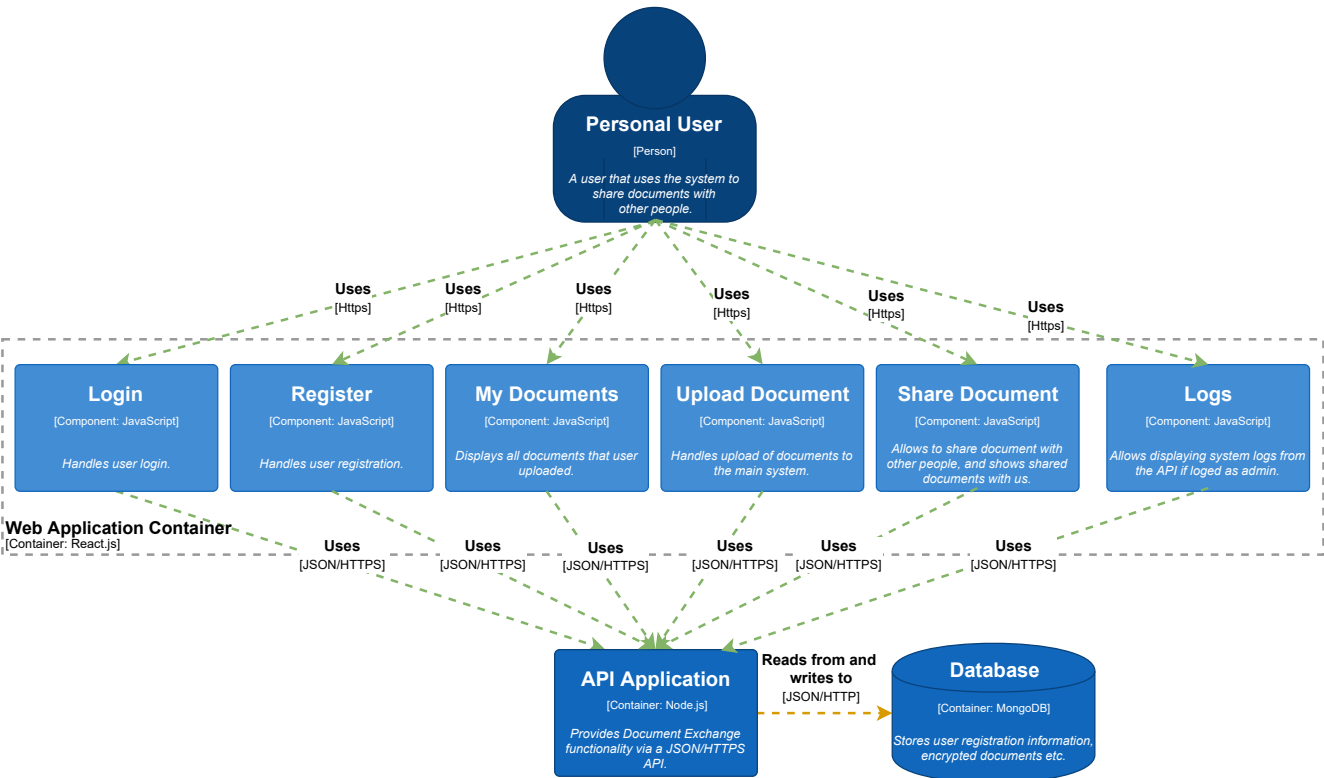 Personal User
[Person]
A user that uses the system to
share documents with
other people.
Uses
[Https]
Uses
[Https]
Uses
[Https]
Uses
[Https]
Uses
[Https]
Uses
[Https]
Login
[Component: JavaScript]
Handles user login.
Register
[Component: JavaScript]
Handles user registration.
My Documents
[Component: JavaScript]
Displays all documents that user
uploaded.
Upload Document
[Component: JavaScript]
Handles upload of documents to
the main system.
Share Document
[Component: JavaScript]
Allows to share document with
other people, and shows shared
documents with us.
Logs
[Component: JavaScript]
Allows displaying system logs from
the API if loged as admin.
Web Application Container
[Container: React.js]
Uses
[JSON/HTTPS]
Uses
[JSON/HTTPS]
Uses
[JSON/HTTPS]
Uses
[JSON/HTTPS]
Uses
[JSON/HTTPS]
Uses
[JSON/HTTPS]
API Application
[Container: Node.js]
Provides Document Exchange
functionality via a JSON/HTTPS
API.
Reads from and
writes to
[JSON/HTTP]
Database
[Container: MongoDB]
Stores user registration information,
encrypted documents etc.